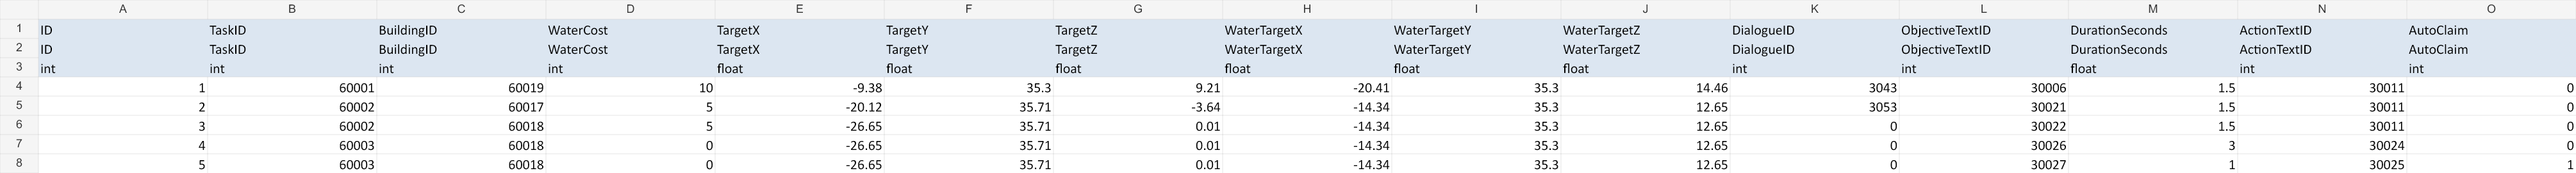 A B C D E F G H I J K L M N O
1 ID TaskID BuildingID WaterCost TargetX TargetY TargetZ WaterTargetX WaterTargetY WaterTargetZ DialogueID ObjectiveTextID DurationSeconds ActionTextID AutoClaim
2 ID TaskID BuildingID WaterCost TargetX TargetY TargetZ WaterTargetX WaterTargetY WaterTargetZ DialogueID ObjectiveTextID DurationSeconds ActionTextID AutoClaim
3 int int int int float float float float float float int int float int int
4 1 60001 60019 10 -9.38 35.3 9.21 -20.41 35.3 14.46 3043 30006 1.5 30011 0
5 2 60002 60017 5 -20.12 35.71 -3.64 -14.34 35.3 12.65 3053 30021 1.5 30011 0
6 3 60002 60018 5 -26.65 35.71 0.01 -14.34 35.3 12.65 0 30022 1.5 30011 0
7 4 60003 60018 0 -26.65 35.71 0.01 -14.34 35.3 12.65 0 30026 3 30024 0
8 5 60003 60018 0 -26.65 35.71 0.01 -14.34 35.3 12.65 0 30027 1 30025 1